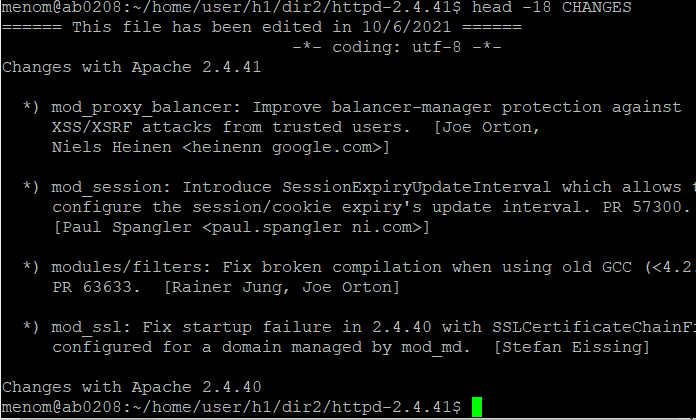 menom@ab0208:~/home/user/h1/dir2/httpd-2.4.41$ head -18 CHANGES
====== This file has been edited in 10/6/2021 ======
-*- coding: utf-8 -*-
Changes with Apache 2.4.41
*) mod_proxy_balancer: Improve balancer-manager protection against
XSS/XSRF attacks from trusted users.  [Joe Orton,
Niels Heinen <heinenn google.com>]
*) mod_session: Introduce SessionExpiryUpdateInterval which allows
configure the session/cookie expiry's update interval. PR 57300.
[Paul Spangler <paul.spangler ni.com>]
*) modules/filters: Fix broken compilation when using old GCC (<4.2.
PR 63633.  [Rainer Jung, Joe Orton]
*) mod_ssl: Fix startup failure in 2.4.40 with SSLCertificateChainFi
configured for a domain managed by mod_md.  [Stefan Eissing]
Changes with Apache 2.4.40
menom@ab0208:~/home/user/h1/dir2/httpd-2.4.41$